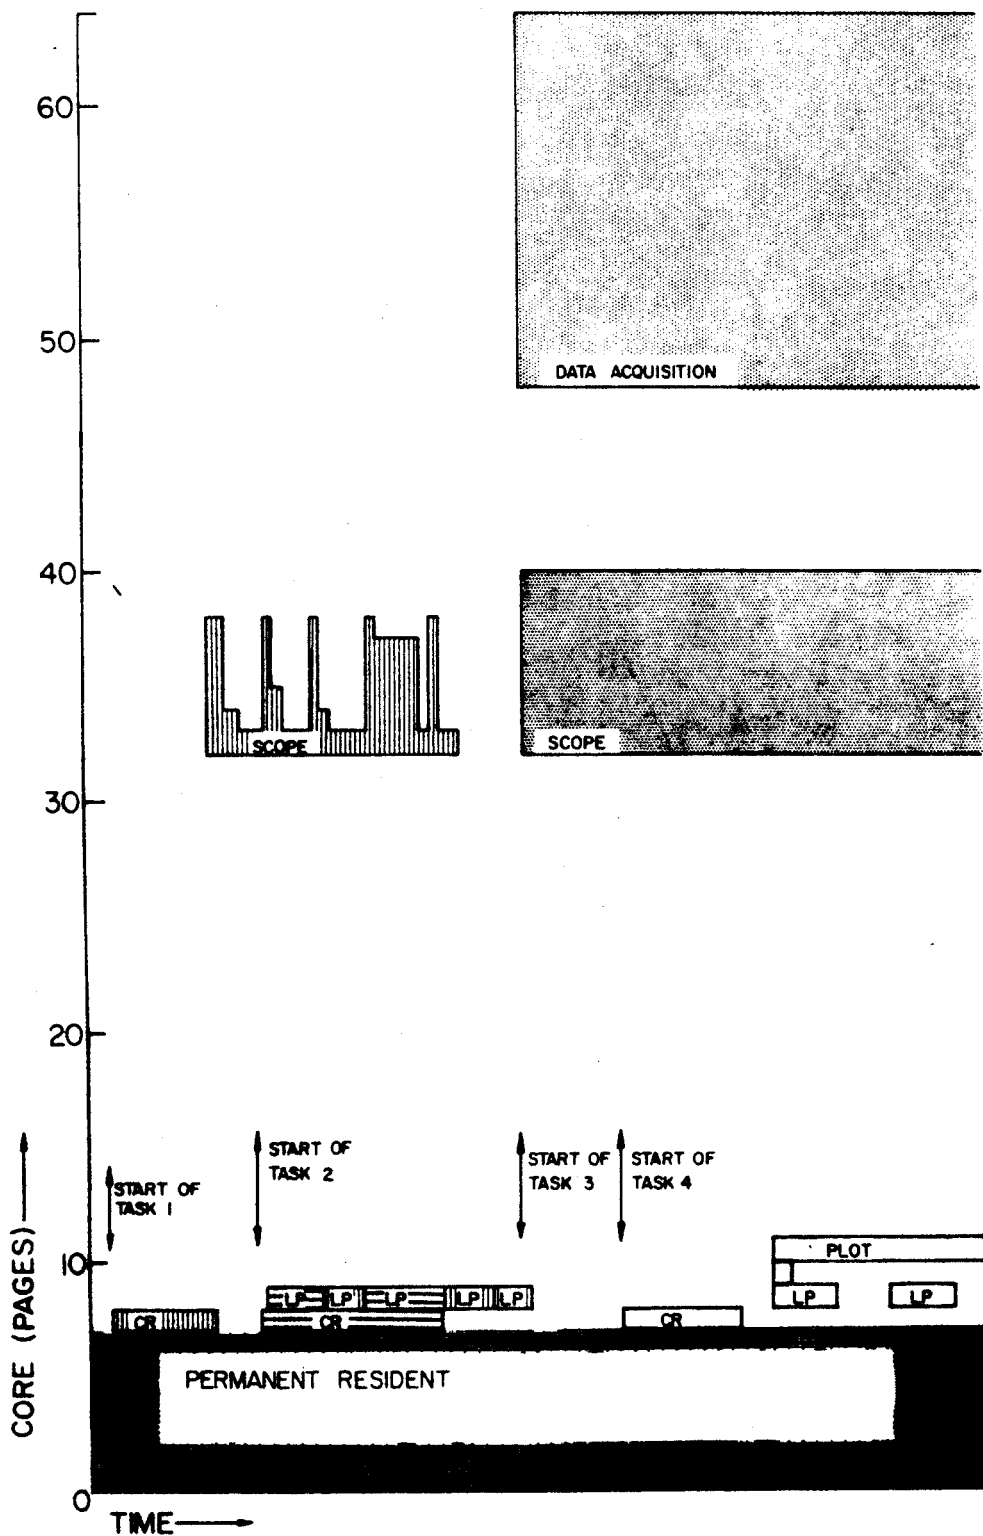 60
50
DATA ACQUISITION
40
SCOPE
SCOPE
30
20
START OF
TASK 1
START OF
TASK 2
START OF
TASK 3
START OF
TASK 4
10
PLOT
LP
LP
LP
LP
LP
LP
LP
CR
CR
CR
PERMANENT RESIDENT
CORE (PAGES)
0
TIME